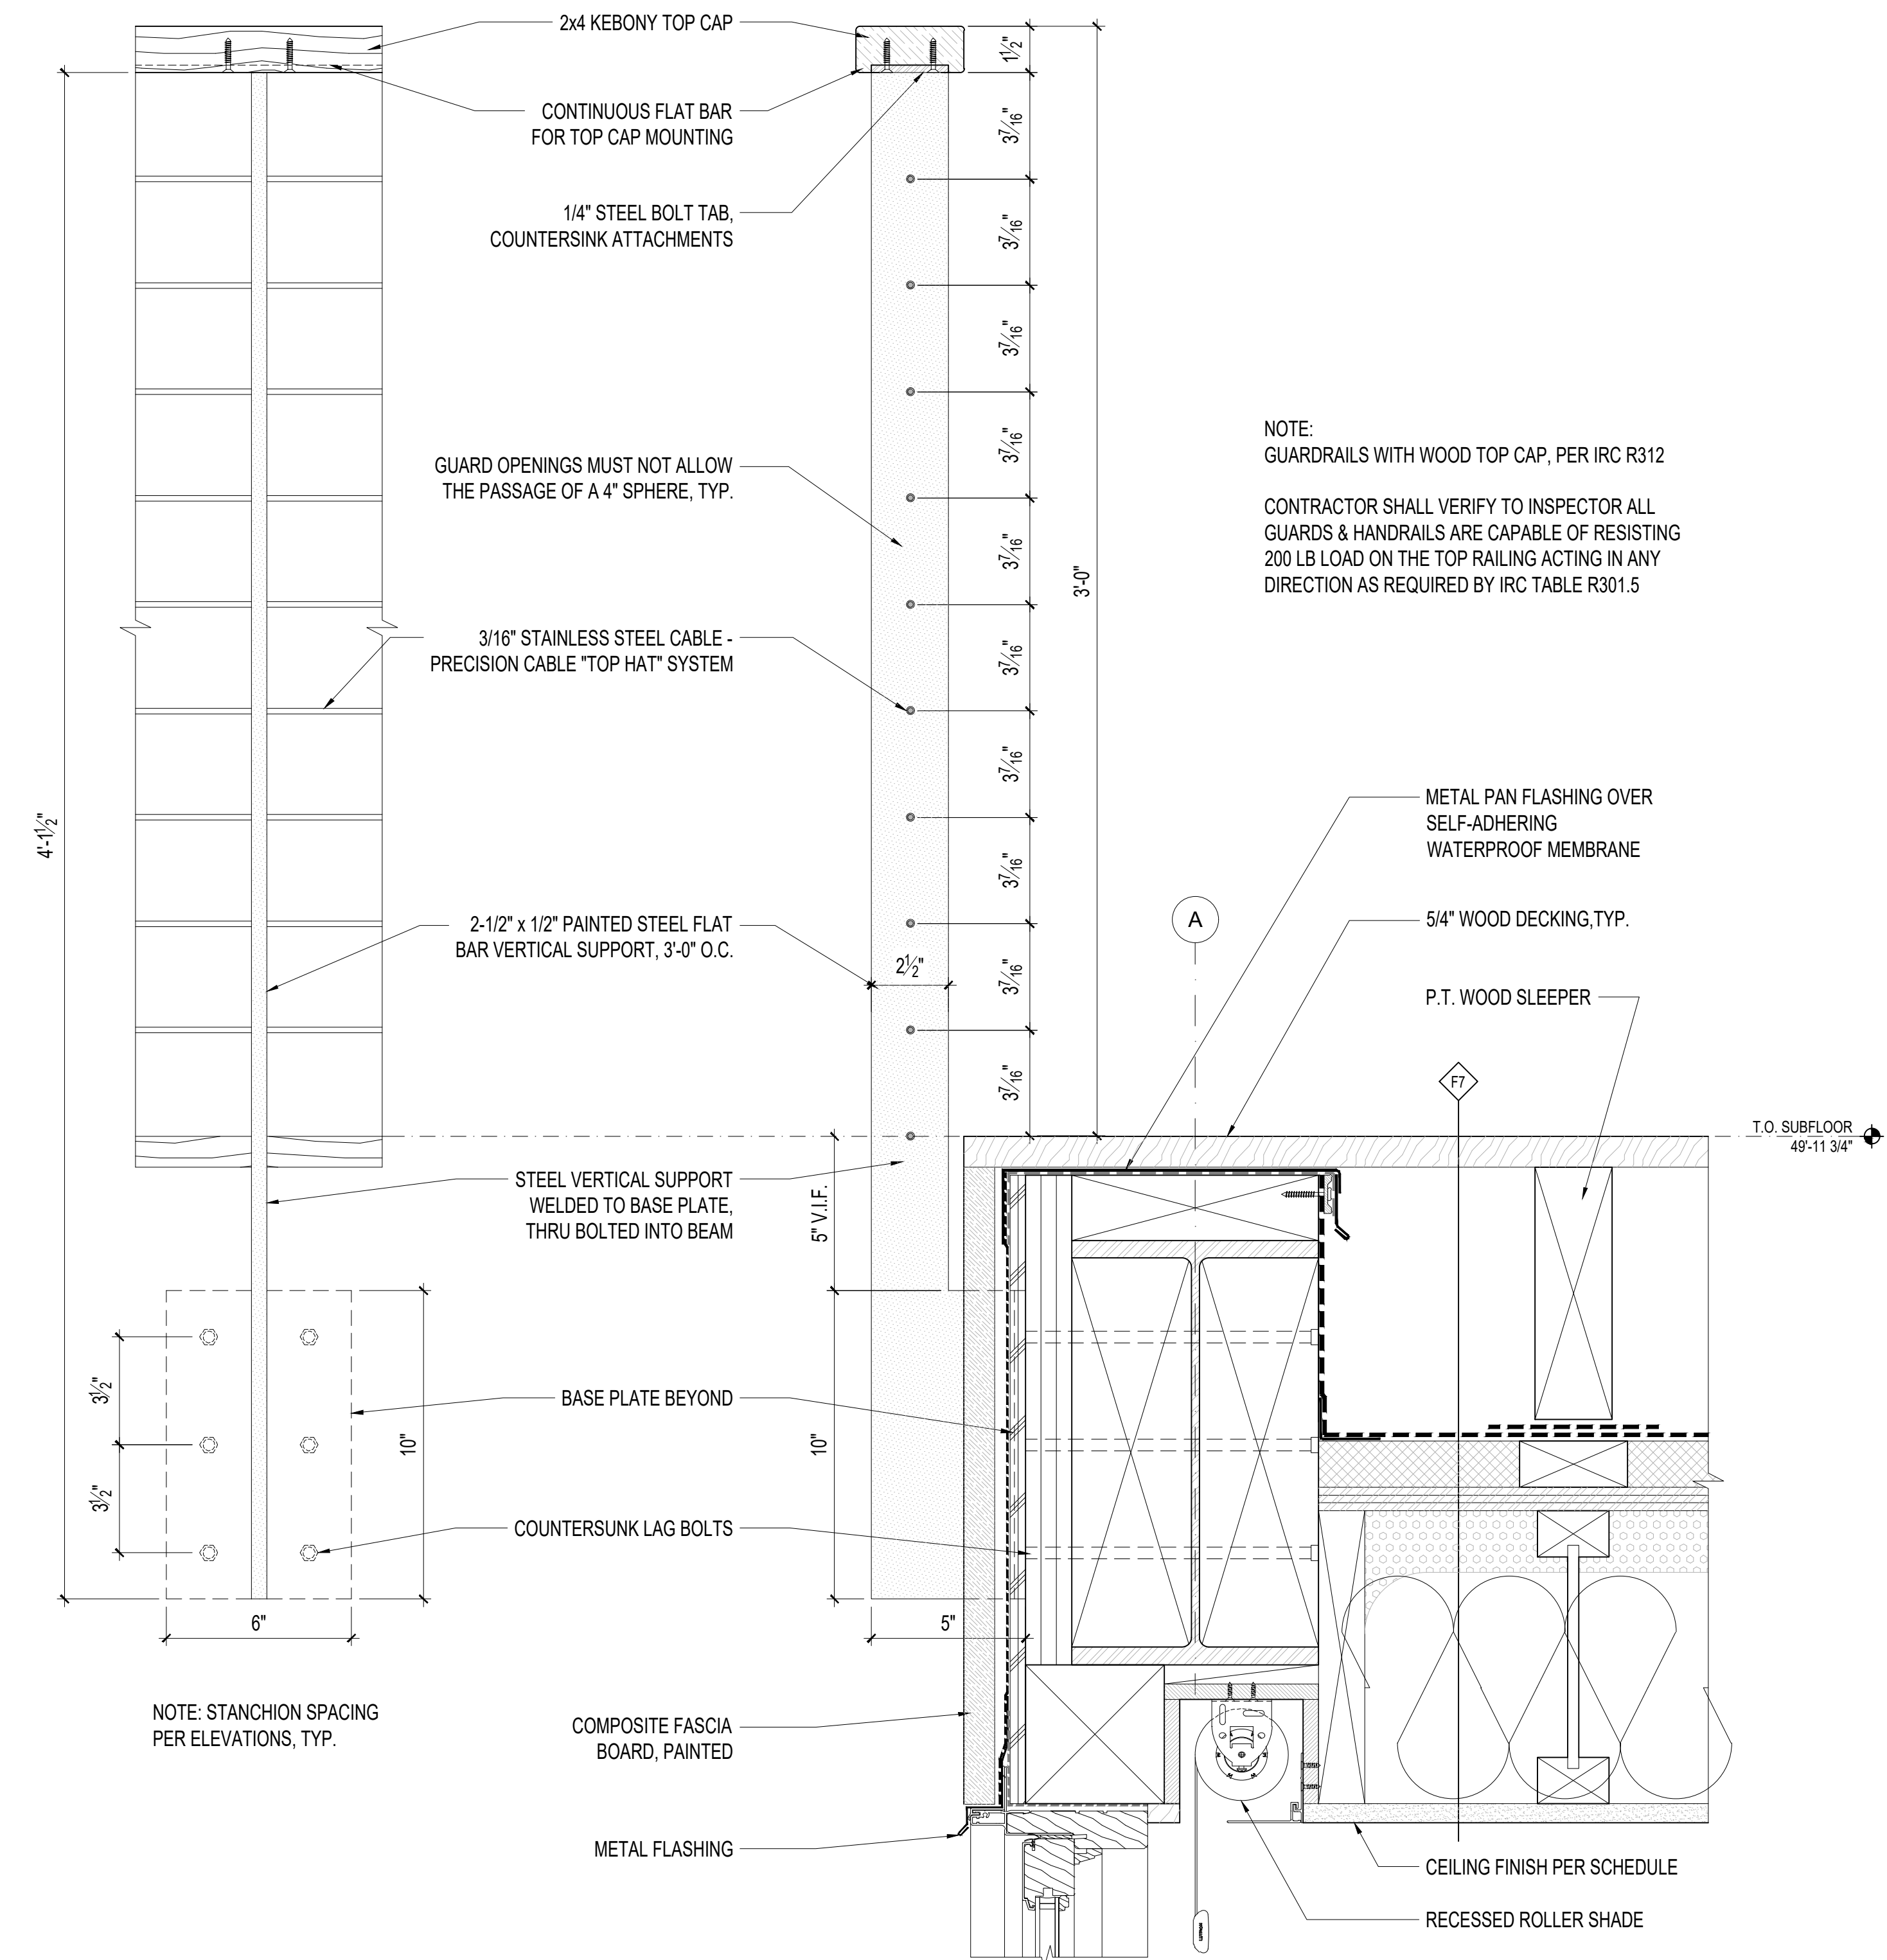 2x4 KEBONY TOP CAP
CONTINUOUS FLAT BAR
FOR TOP CAP MOUNTING
1/4" STEEL BOLT TAB,
COUNTERSINK ATTACHMENTS
GUARD OPENINGS MUST NOT ALLOW
THE PASSAGE OF A 4" SPHERE, TYP.
3/16" STAINLESS STEEL CABLE -
PRECISION CABLE "TOP HAT" SYSTEM
2-1/2" x 1/2" PAINTED STEEL FLAT
BAR VERTICAL SUPPORT, 3'-0" O.C.
STEEL VERTICAL SUPPORT
WELDED TO BASE PLATE,
THRU BOLTED INTO BEAM
BASE PLATE BEYOND
COUNTERSUNK LAG BOLTS
COMPOSITE FASCIA
BOARD, PAINTED
METAL FLASHING
4'-1½"
3½"
3½"
10"
6"
NOTE: STANCHION SPACING
PER ELEVATIONS, TYP.
1½"
3⁷⁄₁₆"
3⁷⁄₁₆"
3⁷⁄₁₆"
3⁷⁄₁₆"
3⁷⁄₁₆"
3⁷⁄₁₆"
3⁷⁄₁₆"
3⁷⁄₁₆"
3⁷⁄₁₆"
3⁷⁄₁₆"
3'-0"
2½"
5" V.I.F.
10"
5"
NOTE:
GUARDRAILS WITH WOOD TOP CAP, PER IRC R312
CONTRACTOR SHALL VERIFY TO INSPECTOR ALL
GUARDS & HANDRAILS ARE CAPABLE OF RESISTING
200 LB LOAD ON THE TOP RAILING ACTING IN ANY
DIRECTION AS REQUIRED BY IRC TABLE R301.5
METAL PAN FLASHING OVER
SELF-ADHERING
WATERPROOF MEMBRANE
A
5/4" WOOD DECKING,TYP.
P.T. WOOD SLEEPER
F7
T.O. SUBFLOOR
49'-11 3/4"
CEILING FINISH PER SCHEDULE
RECESSED ROLLER SHADE